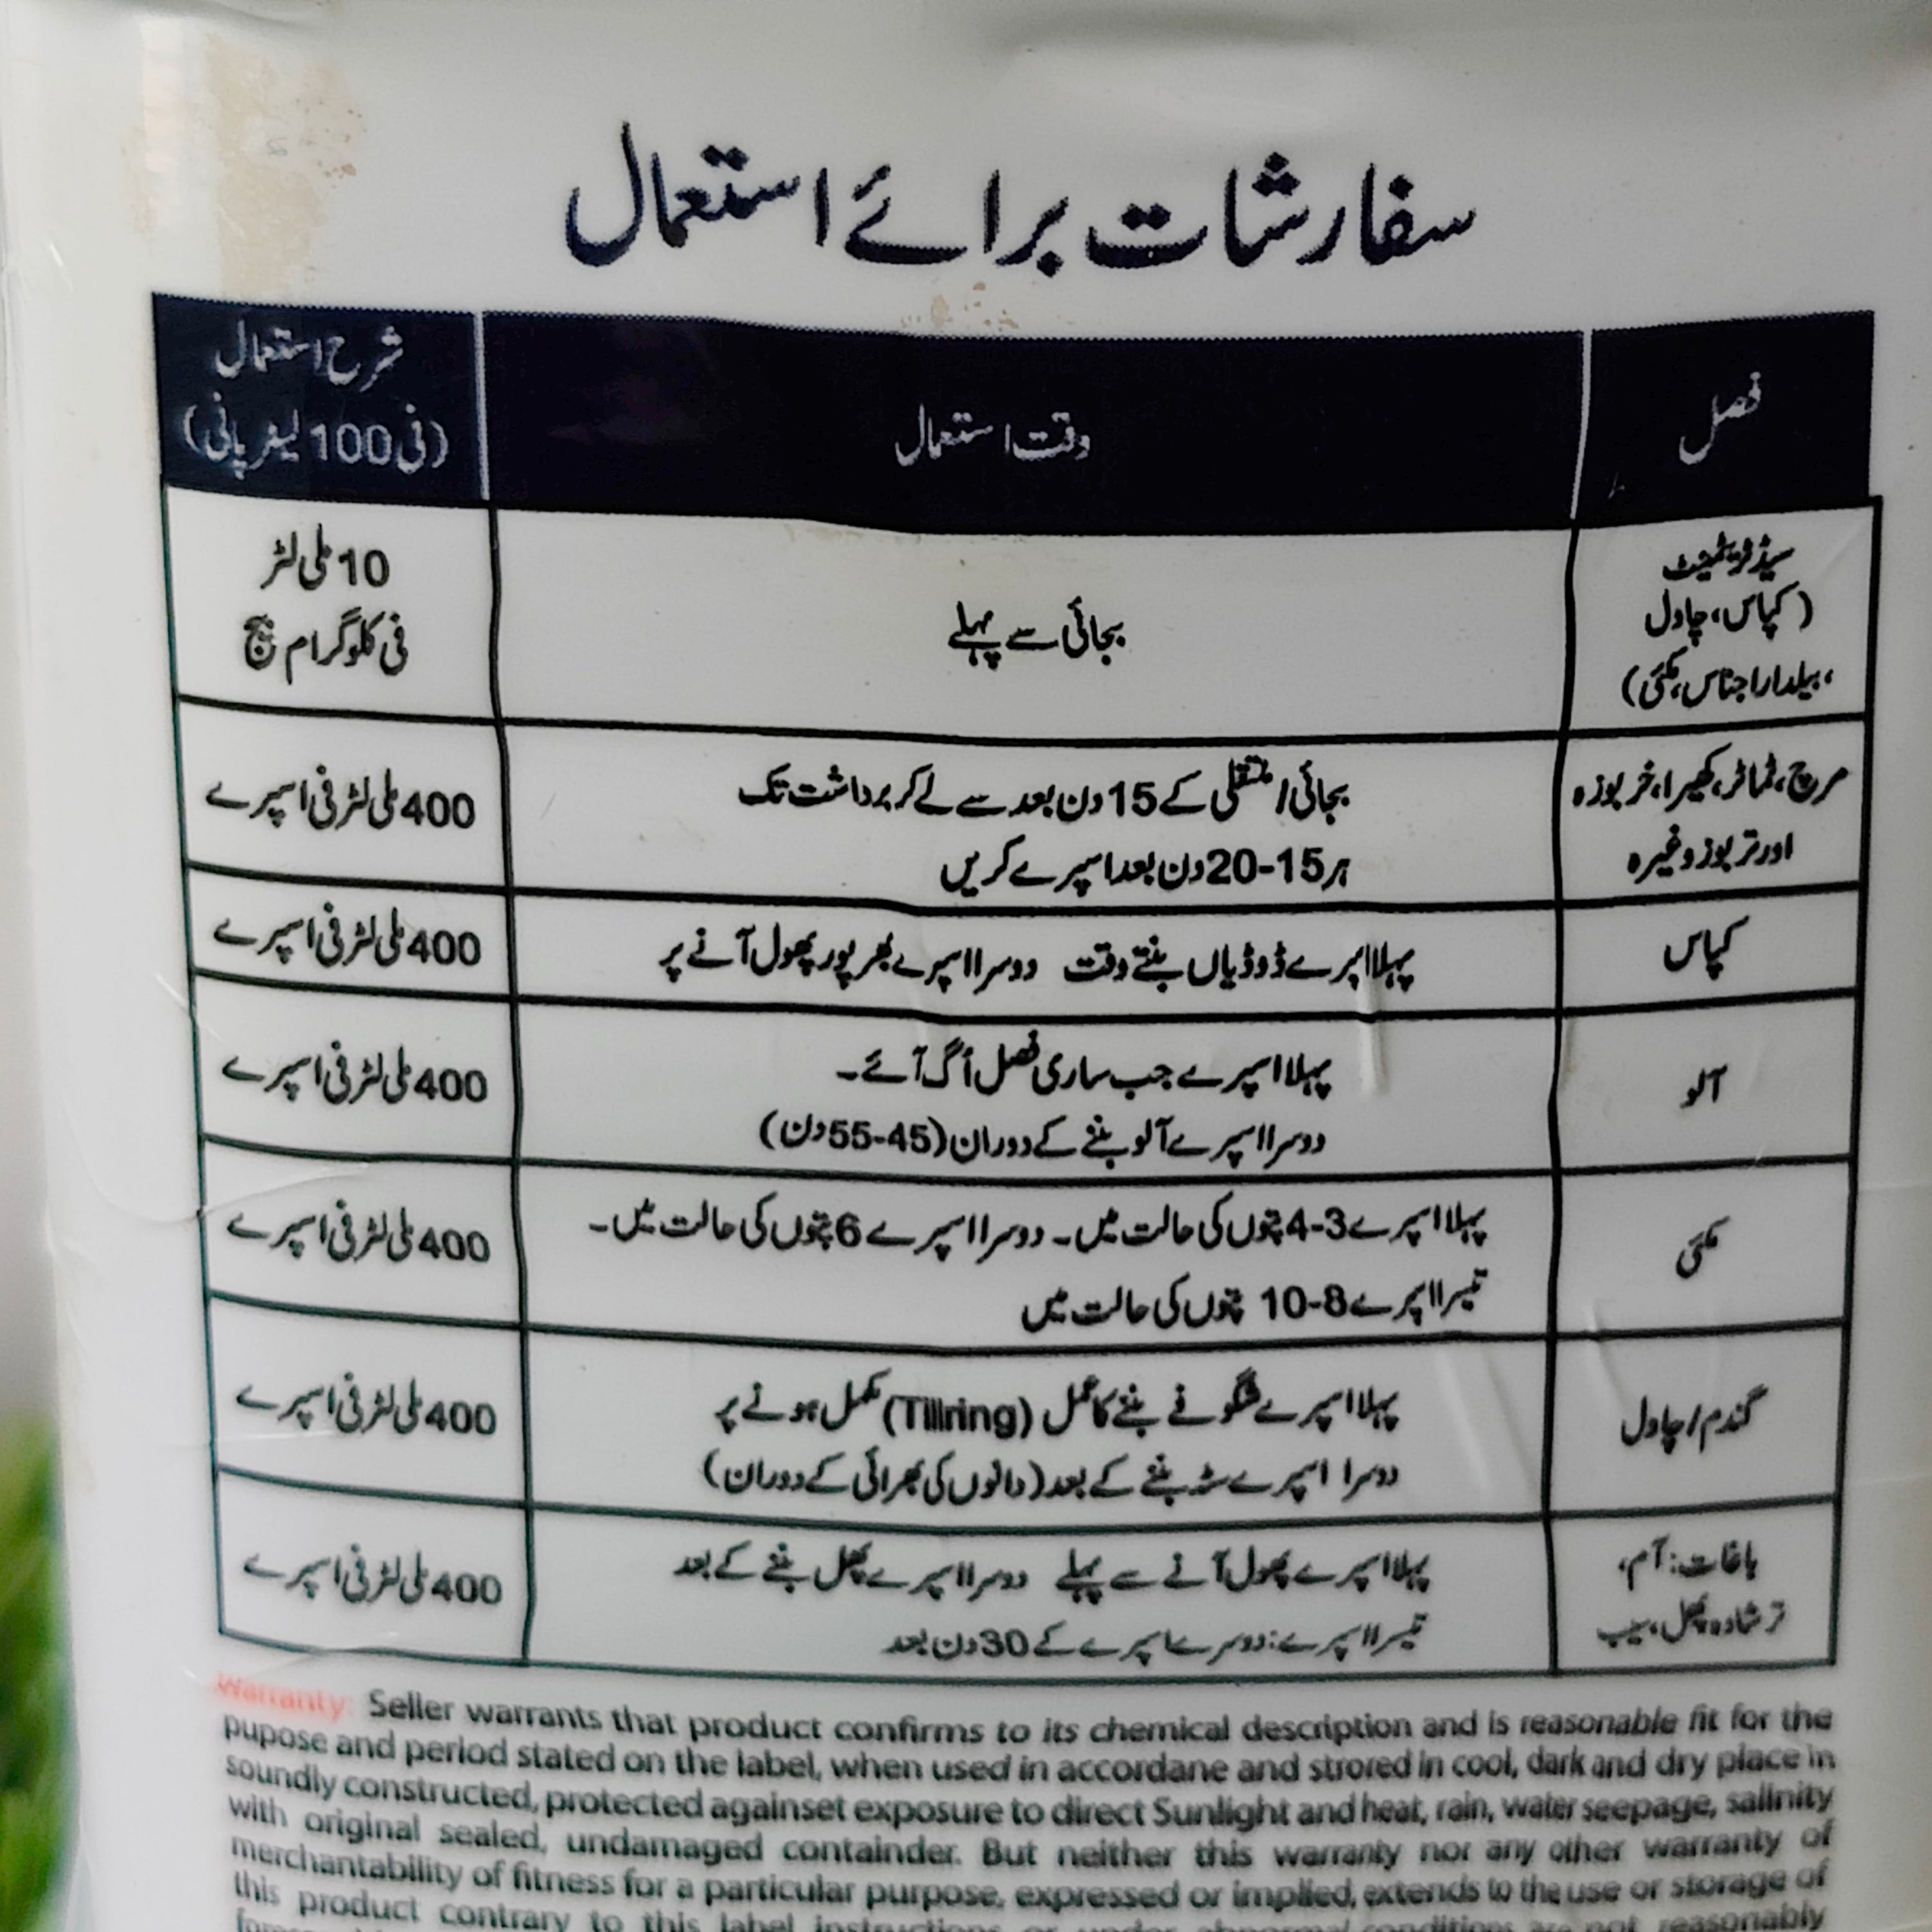 سفارشات برائے استعمال
فصل
وقت استعمال
شرح استعمال
(فی 100 لیٹر پانی)
سیڈ ٹریٹمینٹ
(کپاس، چاول
، بیلدار اجناس، مکئی)
بجائی سے پہلے
10 ملی لٹر
فی کلوگرام بیج
مرچ، ٹماٹر، کھیرا، خربوزہ
اور تربوز وغیرہ
بجائی/منتقلی کے 15 دن بعد سے لے کر برداشت تک
ہر 15-20 دن بعد اسپرے کریں
400 ملی لٹر فی اسپرے
کپاس
پہلا اسپرے ڈوڈیاں بنتے وقت دوسرا اسپرے بھرپور پھول آنے پر
400 ملی لٹر فی اسپرے
آلو
پہلا اسپرے جب ساری فصل اُگ آئے۔
دوسرا اسپرے آلو بننے کے دوران (45-55 دن)
400 ملی لٹر فی اسپرے
مکئی
پہلا اسپرے 3-4 پتوں کی حالت میں۔ دوسرا اسپرے 6 پتوں کی حالت میں۔
تیسرا اسپرے 8-10 پتوں کی حالت میں
400 ملی لٹر فی اسپرے
گندم/چاول
پہلا اسپرے شگوفے بننے کا عمل (Tillring) مکمل ہونے پر
دوسرا اسپرے سٹہ بننے کے بعد (دانوں کی بھرائی کے دوران)
400 ملی لٹر فی اسپرے
باغات: آم،
ترشادہ پھل، سیب
پہلا اسپرے پھول آنے سے پہلے دوسرا اسپرے پھل بننے کے بعد
تیسرا اسپرے: دوسرے اسپرے کے 30 دن بعد
400 ملی لٹر فی اسپرے
Warranty: Seller warrants that product confirms to its chemical description and is reasonable fit for the
pupose and period stated on the label, when used in accordane and strored in cool, dark and dry place in
soundly constructed, protected againset exposure to direct Sunlight and heat, rain, water seepage, salinity
with original sealed, undamaged containder. But neither this warranty nor any other warranty of
merchantability of fitness for a particular purpose, expressed or implied, extends to the use or storage of
this product contrary to this label instructions or under abnormal conditions are not reasonably